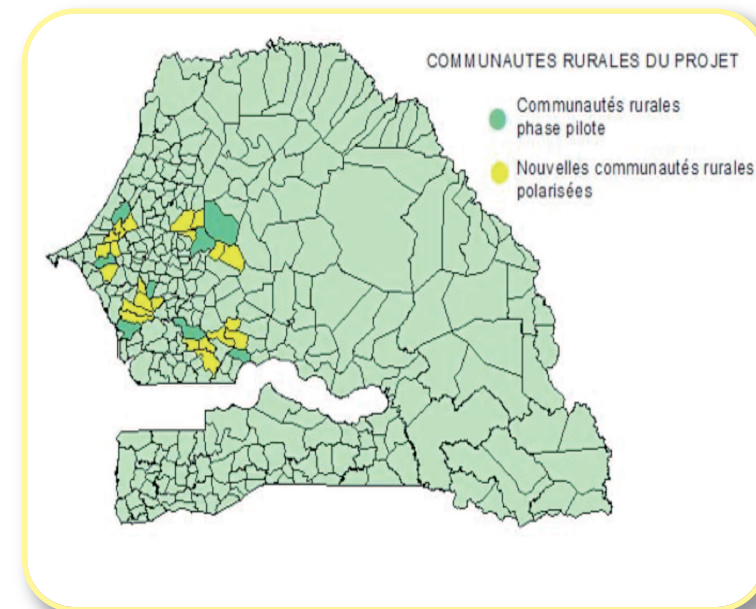 COMMUNAUTES RURALES DU PROJET
Communautés rurales
phase pilote
Nouvelles communautés rurales
polarisées